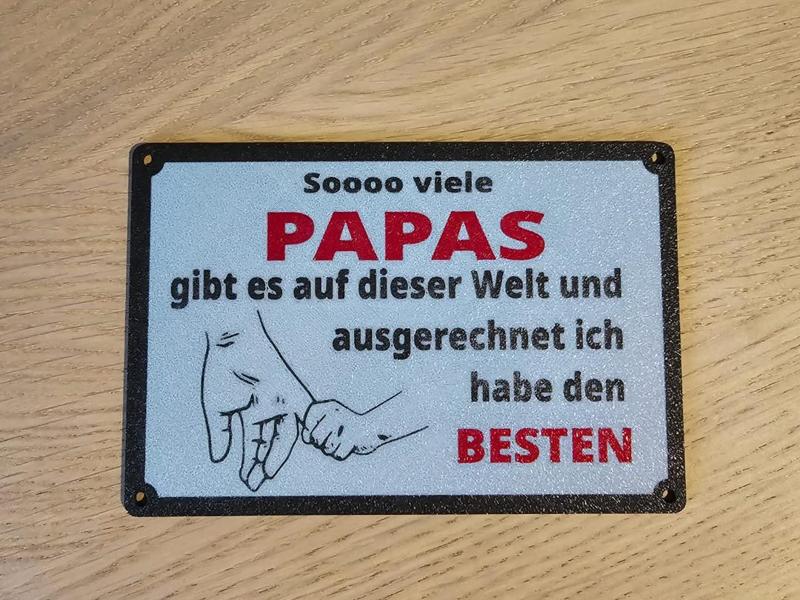 Soooo viele
PAPAS
gibt es auf dieser Welt und
ausgerechnet ich
habe den
BESTEN